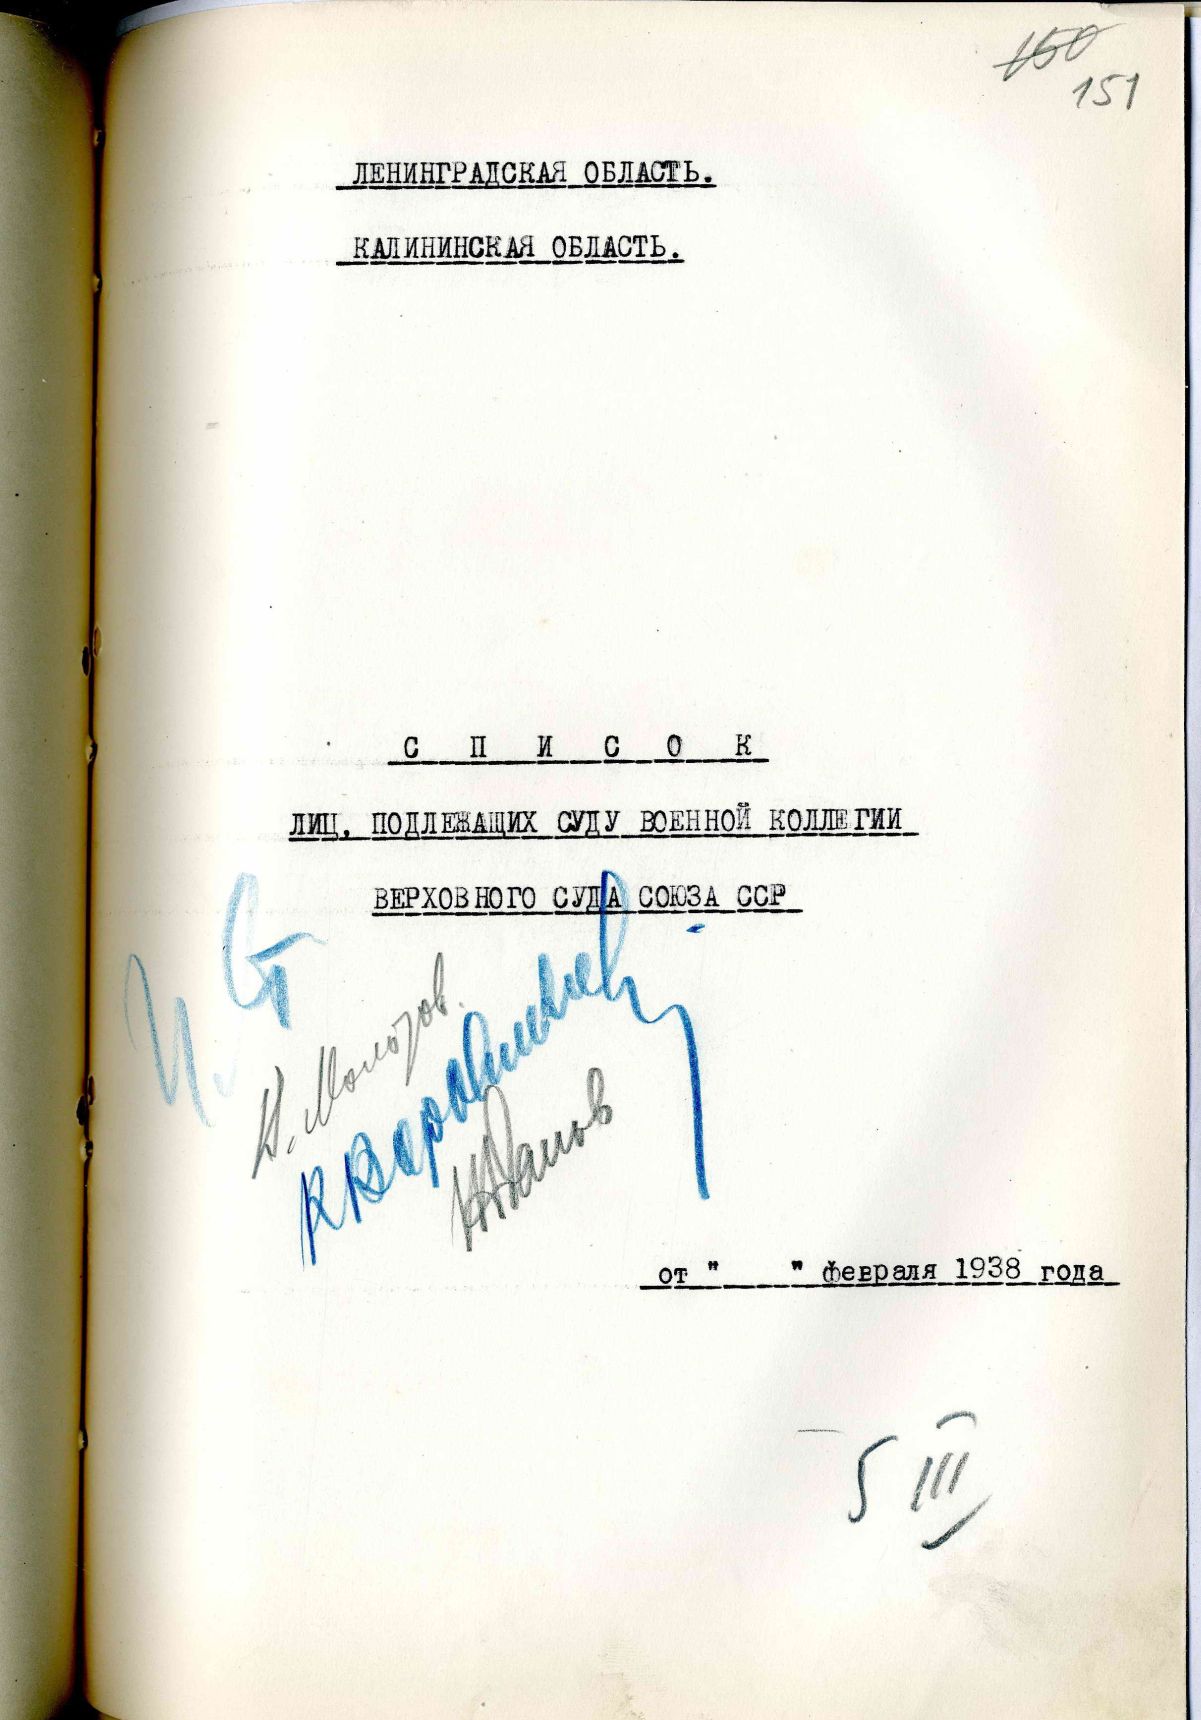 150
151
ЛЕНИНГРАДСКАЯ ОБЛАСТЬ.
КАЛИНИНСКАЯ ОБЛАСТЬ.
С П И С О К
ЛИЦ, ПОДЛЕЖАЩИХ СУДУ ВОЕННОЙ КОЛЛЕГИИ
ВЕРХОВНОГО СУДА СОЮЗА ССР
И. Ст
В. Молотов.
К Ворошилов
Жданов
от " " февраля 1938 года
5 III